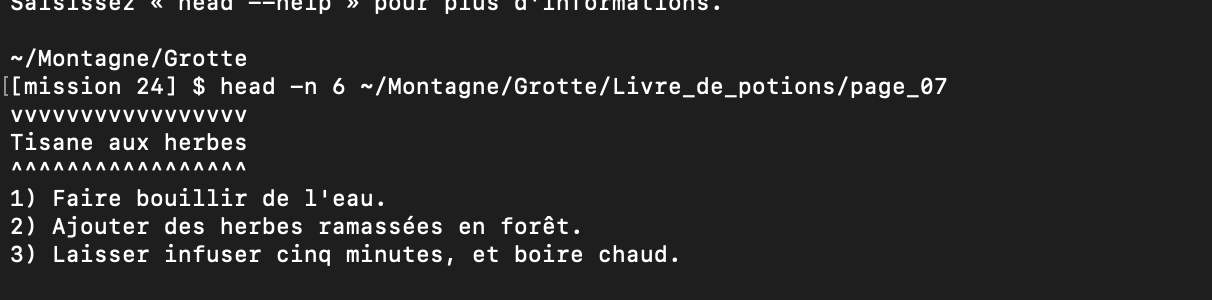 Saisissez « head --help » pour plus d'informations.
~/Montagne/Grotte
[[mission 24] $ head -n 6 ~/Montagne/Grotte/Livre_de_potions/page_07
vvvvvvvvvvvvvvvvv
Tisane aux herbes
^^^^^^^^^^^^^^^^^
1) Faire bouillir de l'eau.
2) Ajouter des herbes ramassées en forêt.
3) Laisser infuser cinq minutes, et boire chaud.